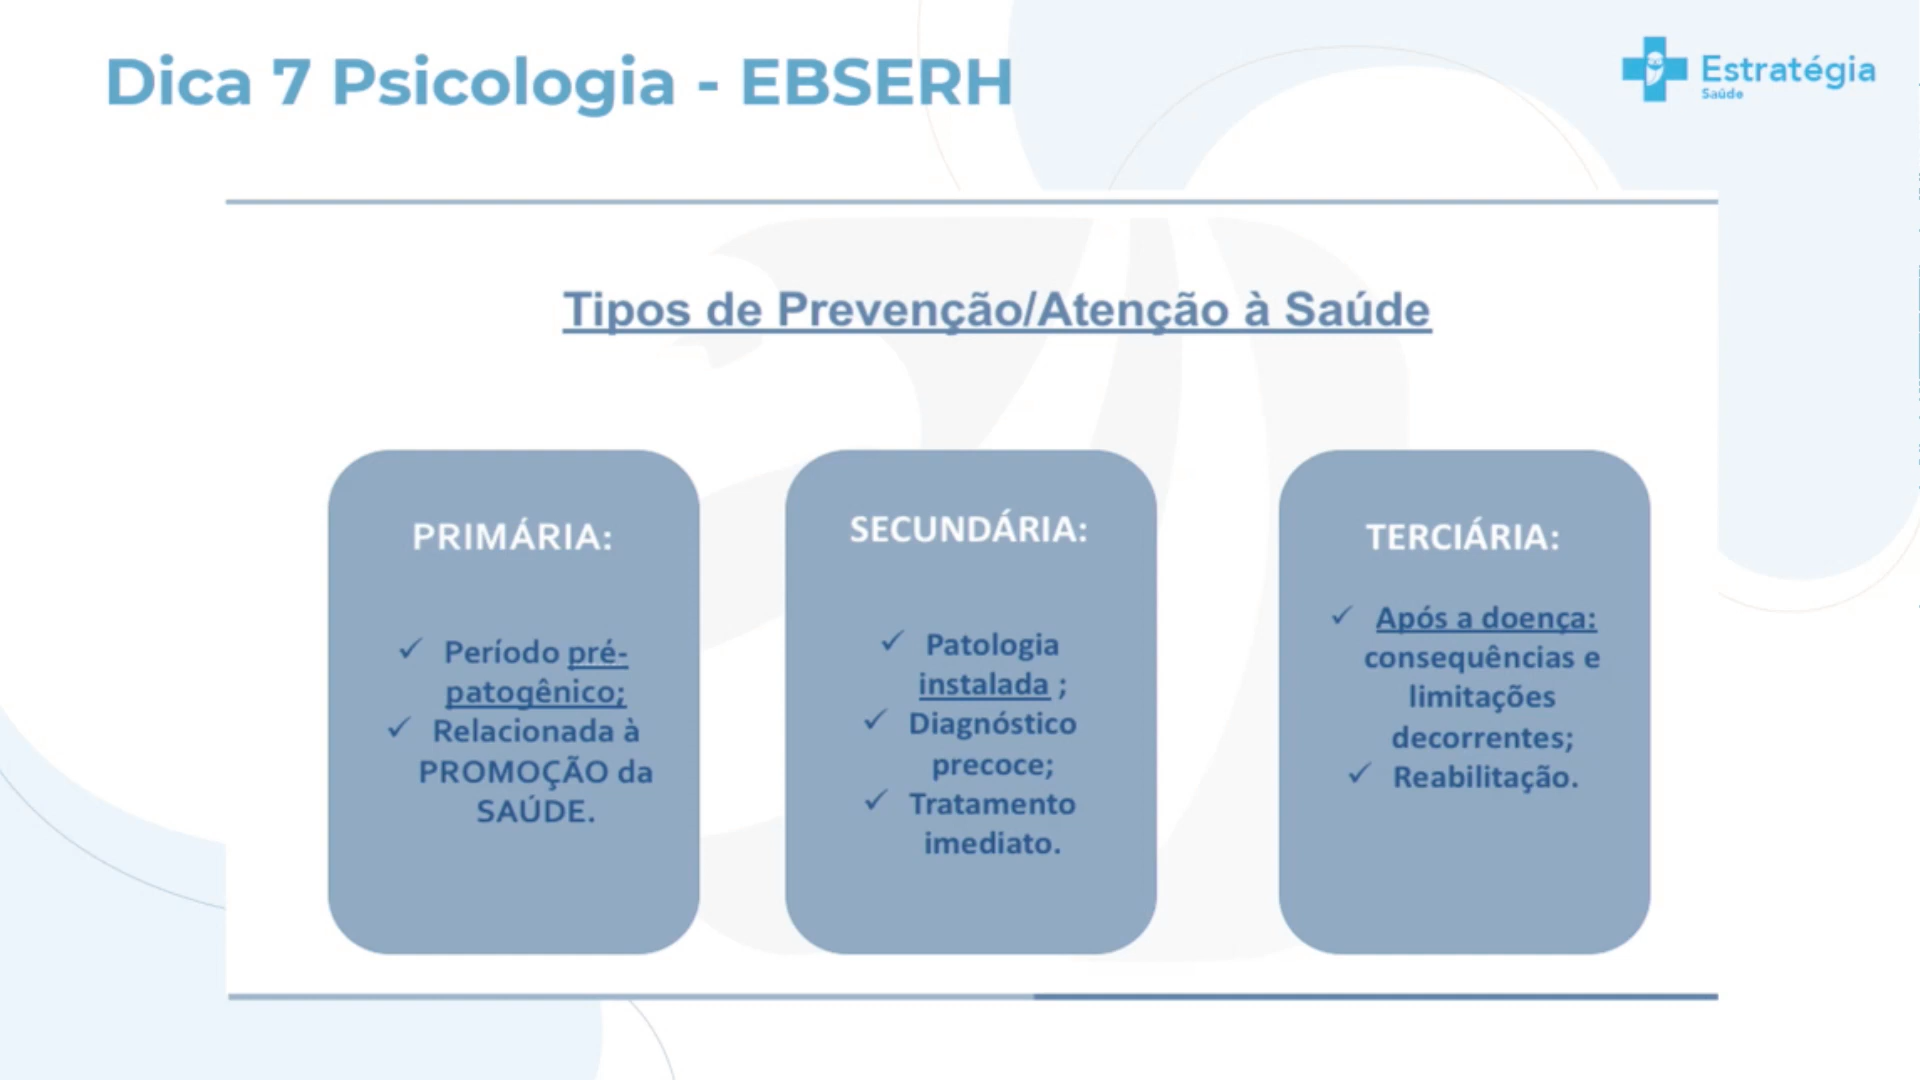 Dica 7 Psicologia - EBSERH
Estratégia
Saúde
Tipos de Prevenção/Atenção à Saúde
PRIMÁRIA:
✓ Período pré-
patogênico;
✓ Relacionada à
PROMOÇÃO da
SAÚDE.
SECUNDÁRIA:
✓ Patologia
instalada ;
✓ Diagnóstico
precoce;
✓ Tratamento
imediato.
TERCIÁRIA:
✓ Após a doença:
consequências e
limitações
decorrentes;
✓ Reabilitação.